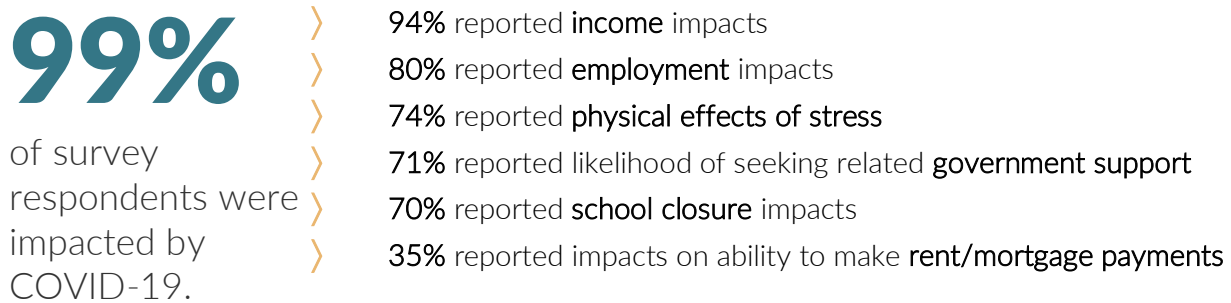 99%
of survey
respondents were
impacted by
COVID-19.
94% reported income impacts
80% reported employment impacts
74% reported physical effects of stress
71% reported likelihood of seeking related government support
70% reported school closure impacts
35% reported impacts on ability to make rent/mortgage payments